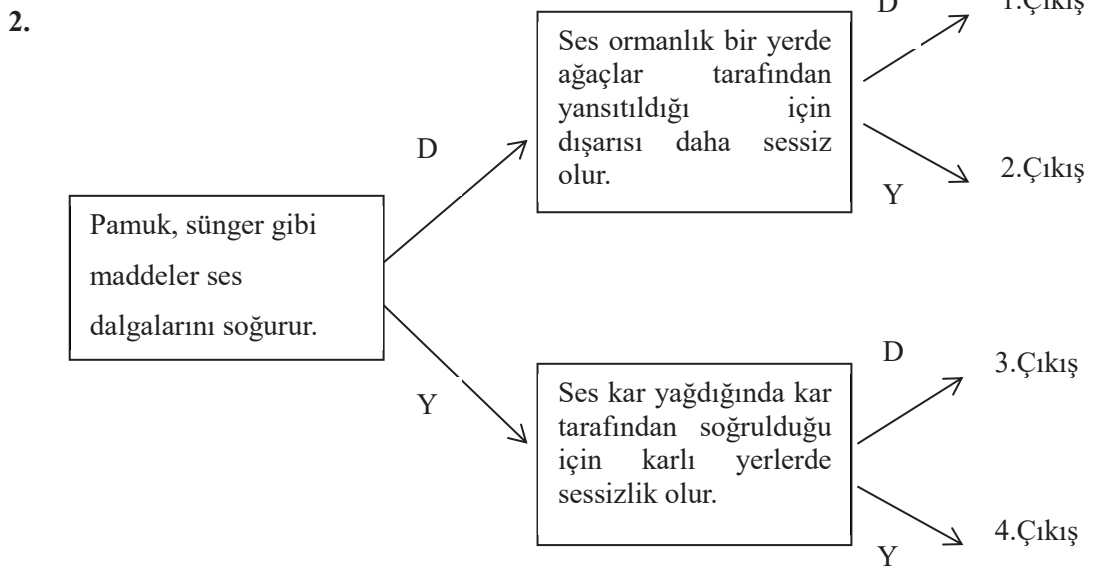 D
1.Çıkış
2.
Ses ormanlık bir yerde
ağaçlar tarafından
yansıtıldığı için
dışarısı daha sessiz
olur.
D
2.Çıkış
Y
Pamuk, sünger gibi
maddeler ses
dalgalarını soğurur.
D
3.Çıkış
Y
Ses kar yağdığında kar
tarafından soğrulduğu
için karlı yerlerde
sessizlik olur.
4.Çıkış
Y